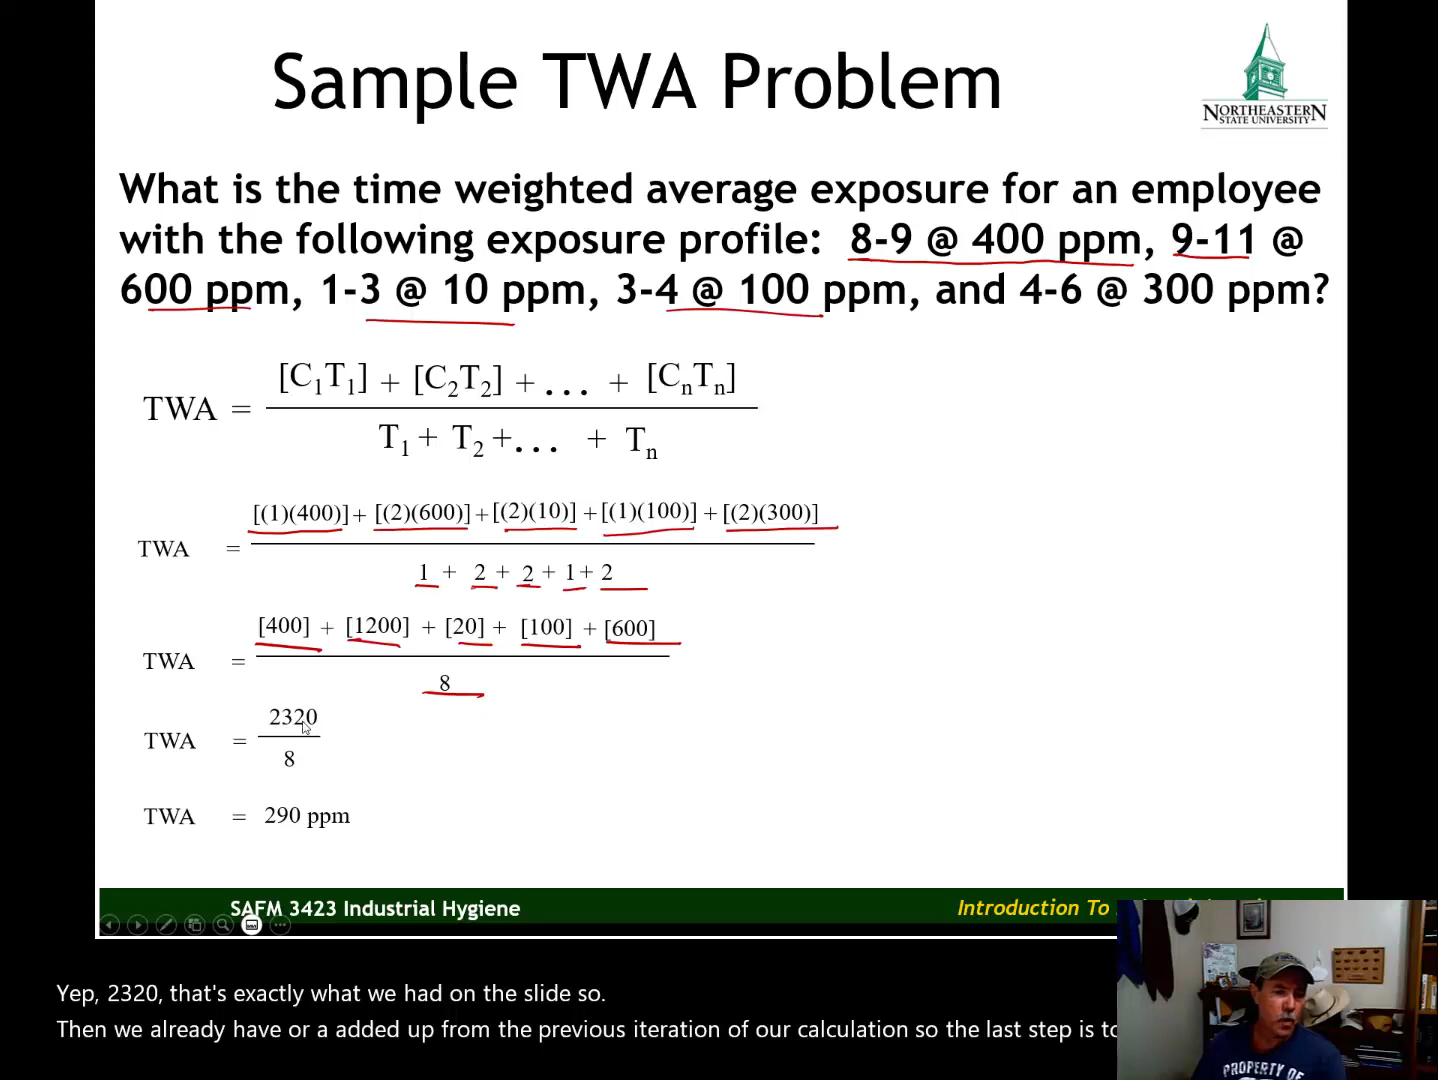 Sample TWA Problem
NORTHEASTERN
STATE UNIVERSITY
What is the time weighted average exposure for an employee
with the following exposure profile: 8-9 @ 400 ppm, 9-11 @
600 ppm, 1-3 @ 10 ppm, 3-4 @ 100 ppm, and 4-6 @ 300 ppm?
[C₁T₁] + [C₂T₂] + ... + [CₙTₙ]
TWA =
T₁ + T₂ +... + Tₙ
[(1)(400)] + [(2)(600)] + [(2)(10)] + [(1)(100)] + [(2)(300)]
TWA =
1 + 2 + 2 + 1 + 2
[400] + [1200] + [20] + [100] + [600]
TWA =
8
2320
TWA =
8
TWA = 290 ppm
SAFM 3423 Industrial Hygiene
Introduction To
Yep, 2320, that's exactly what we had on the slide so.
Then we already have or a added up from the previous iteration of our calculation so the last step is to
PROPERTY OF